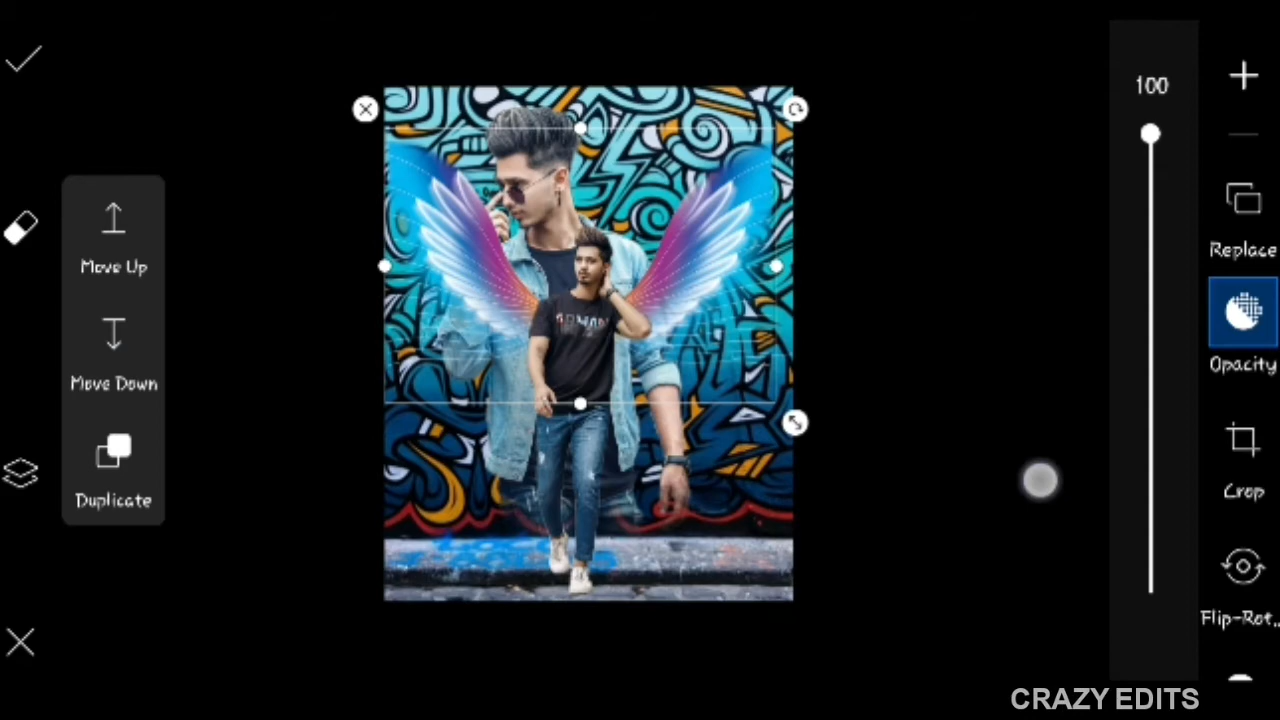 Move Up
Move Down
Duplicate
100
Replace
Opacity
Crop
Flip-Rot..
CRAZY EDITS